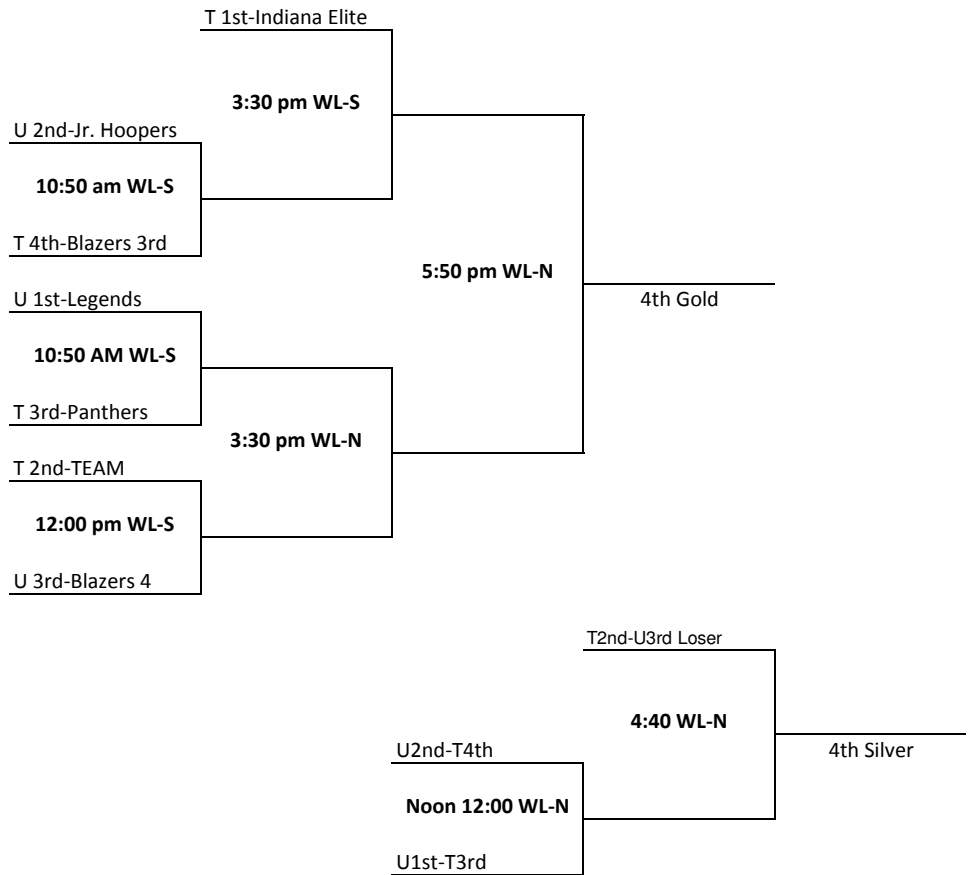 T 1st-Indiana Elite
3:30 pm WL-S
U 2nd-Jr. Hoopers
10:50 am WL-S
T 4th-Blazers 3rd
5:50 pm WL-N
U 1st-Legends
4th Gold
10:50 AM WL-S
T 3rd-Panthers
3:30 pm WL-N
T 2nd-TEAM
12:00 pm WL-S
U 3rd-Blazers 4
T2nd-U3rd Loser
4:40 WL-N
U2nd-T4th
4th Silver
Noon 12:00 WL-N
U1st-T3rd